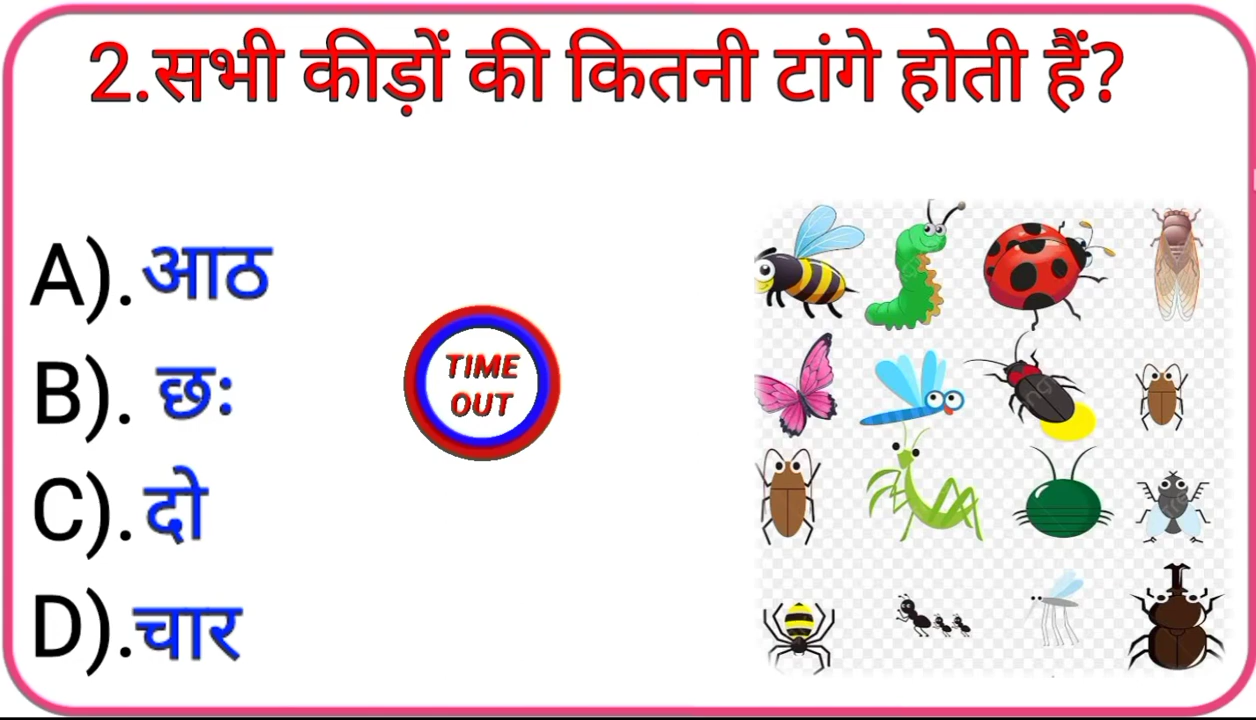 2.सभी कीड़ों की कितनी टांगे होती हैं?
A).आठ
B). छः
TIME
OUT
C).दो
D).चार